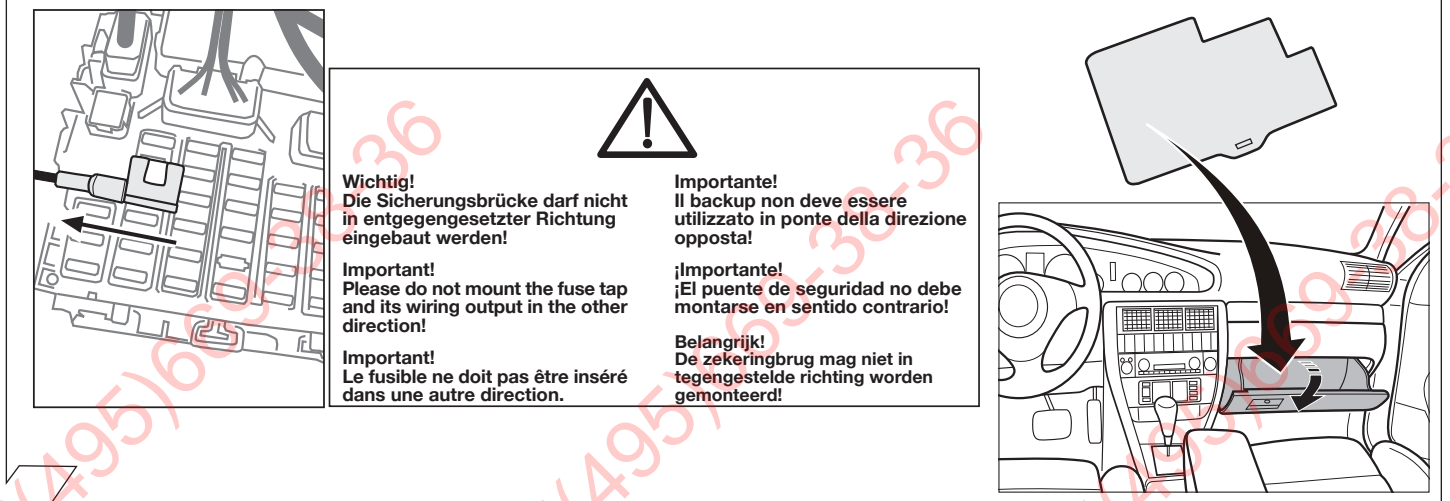 Wichtig!
Die Sicherungsbrücke darf nicht
in entgegengesetzter Richtung
eingebaut werden!
Important!
Please do not mount the fuse tap
and its wiring output in the other
direction!
Important!
Le fusible ne doit pas être inséré
dans une autre direction.
Importante!
Il backup non deve essere
utilizzato in ponte della direzione
opposta!
¡Importante!
¡El puente de seguridad no debe
montarse en sentido contrario!
Belangrijk!
De zekeringbrug mag niet in
tegengestelde richting worden
gemonteerd!
(495)669-38-36
(495)669-38-36
(495)669-38-